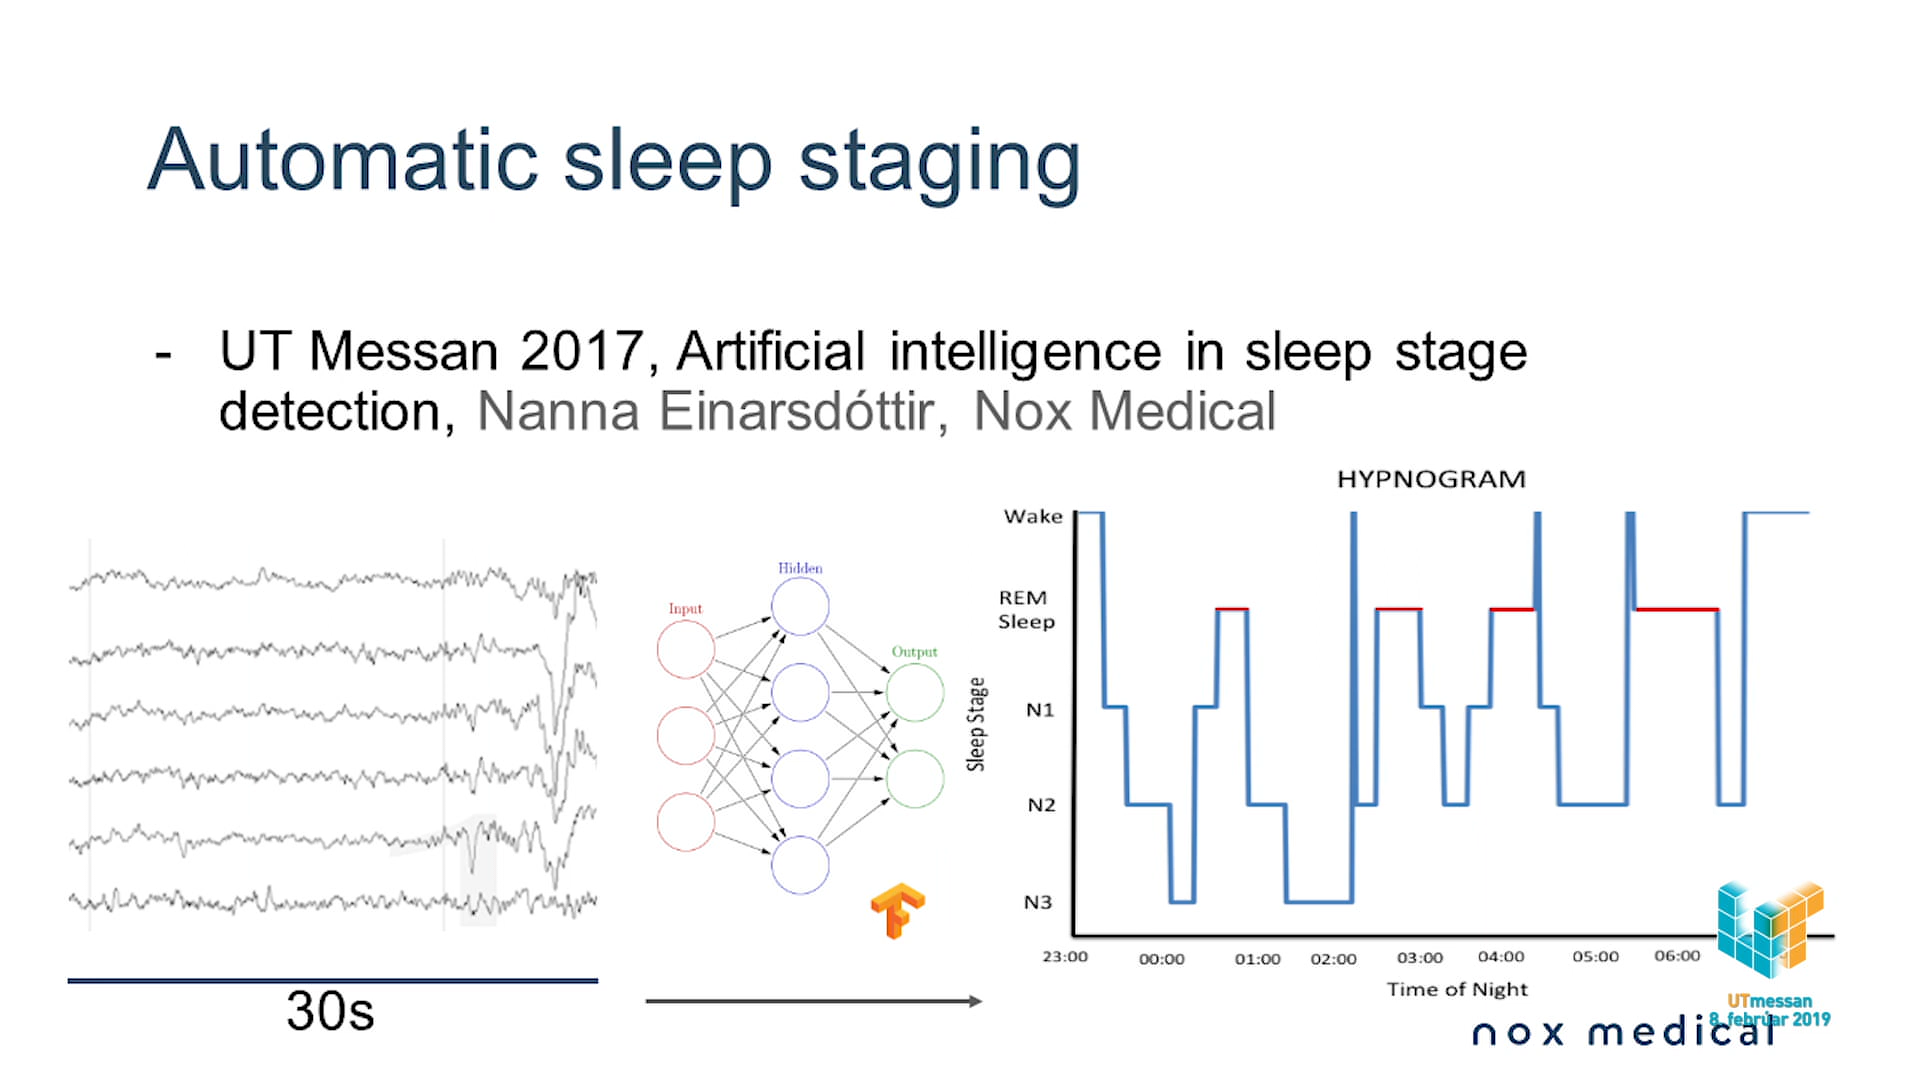 Automatic sleep staging
- UT Messan 2017, Artificial intelligence in sleep stage
detection, Nanna Einarsdóttir, Nox Medical
30s
Input
Hidden
Output
HYPNOGRAM
Sleep Stage
Wake
REM
Sleep
N1
N2
N3
23:00 00:00 01:00 02:00 03:00 04:00 05:00 06:00
Time of Night
UTmessan
8. febrúar 2019
nox medical